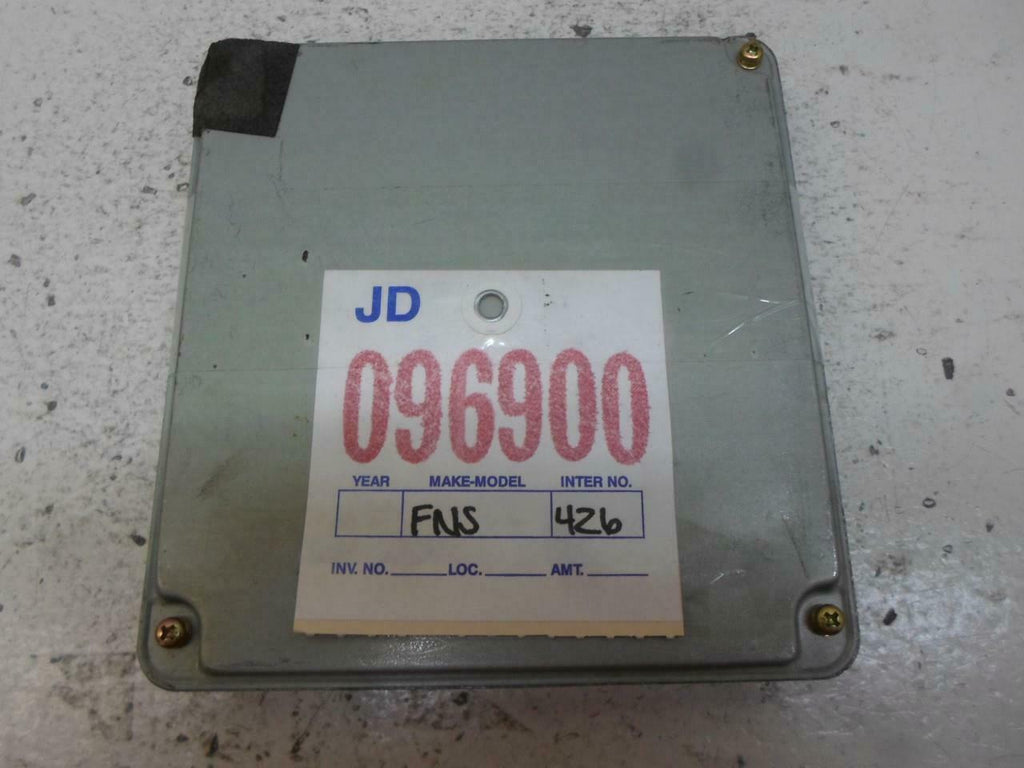 JD
096900
YEAR MAKE-MODEL INTER NO.
FNS 426
INV. NO. LOC. AMT.